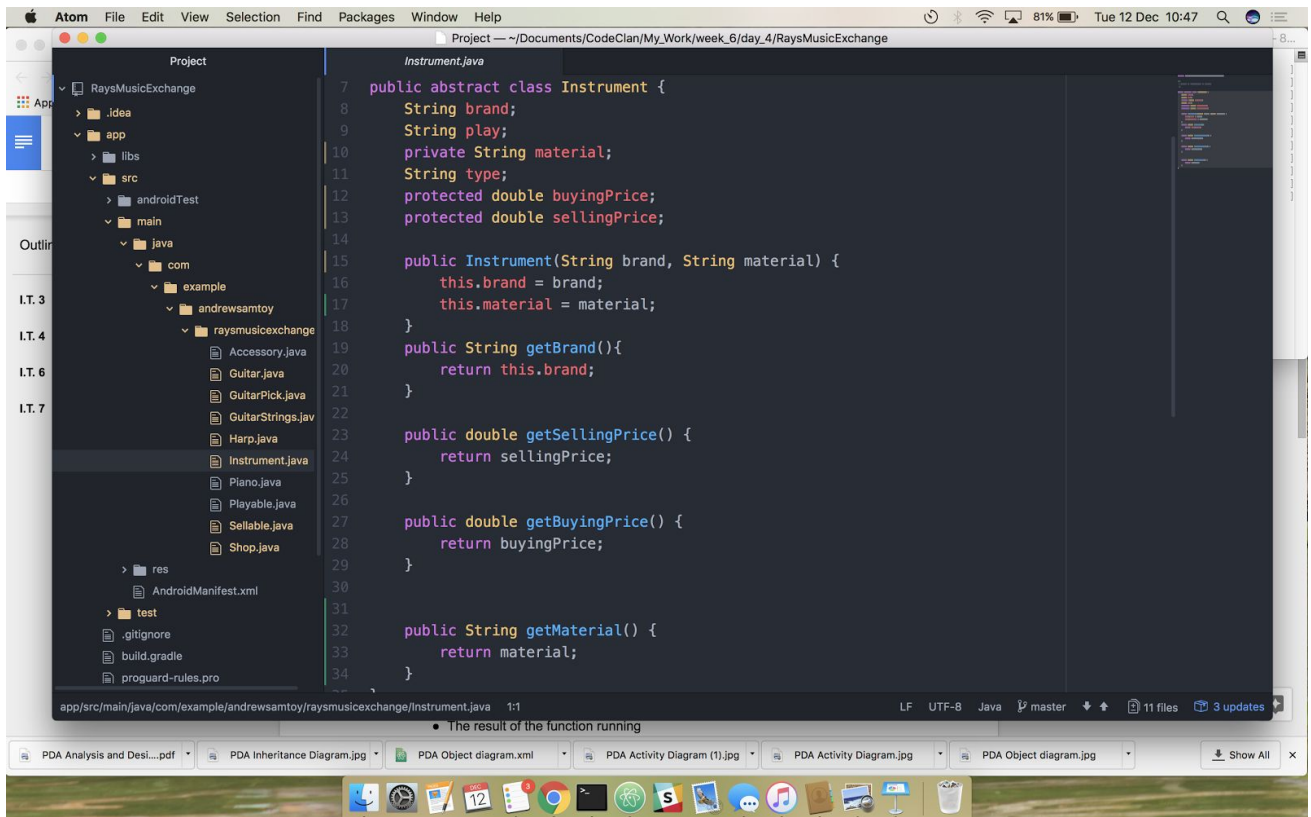 Atom File Edit View Selection Find Packages Window Help 81% Tue 12 Dec 10:47
Project — ~/Documents/CodeClan/My_Work/week_6/day_4/RaysMusicExchange
- 8...
Project
Instrument.java
RaysMusicExchange
.idea
app
libs
src
androidTest
main
java
com
example
andrewsamtoy
raysmusicexchange
Accessory.java
Guitar.java
GuitarPick.java
GuitarStrings.jav
Harp.java
Instrument.java
Piano.java
Playable.java
Sellable.java
Shop.java
res
AndroidManifest.xml
test
.gitignore
build.gradle
proguard-rules.pro
7 public abstract class Instrument {
8 String brand;
9 String play;
10 private String material;
11 String type;
12 protected double buyingPrice;
13 protected double sellingPrice;
14
15 public Instrument(String brand, String material) {
16 this.brand = brand;
17 this.material = material;
18 }
19 public String getBrand(){
20 return this.brand;
21 }
22
23 public double getSellingPrice() {
24 return sellingPrice;
25 }
26
27 public double getBuyingPrice() {
28 return buyingPrice;
29 }
30
31
32 public String getMaterial() {
33 return material;
34 }
App
Outlin
I.T. 3
I.T. 4
I.T. 6
I.T. 7
app/src/main/java/com/example/andrewsamtoy/raysmusicexchange/Instrument.java 1:1 LF UTF-8 Java master 11 files 3 updates
• The result of the function running
PDA Analysis and Desi....pdf PDA Inheritance Diagram.jpg PDA Object diagram.xml PDA Activity Diagram (1).jpg PDA Activity Diagram.jpg PDA Object diagram.jpg Show All
DEC
12
3
S